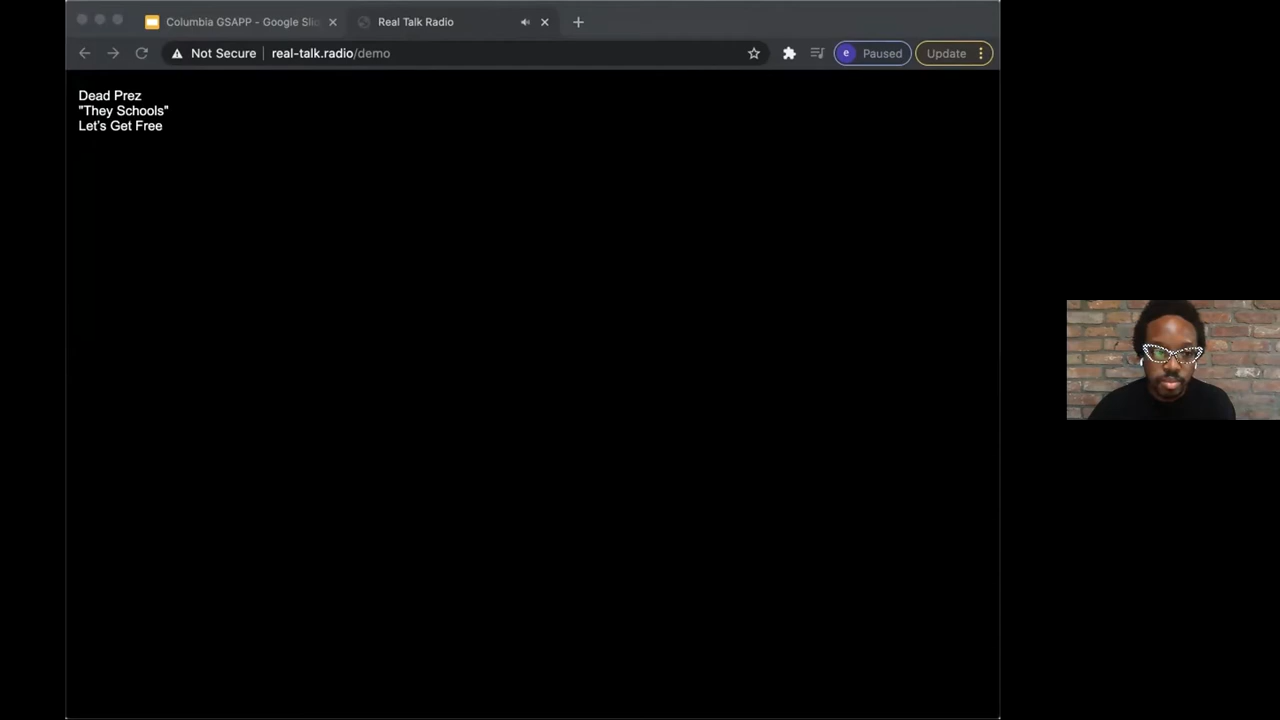 Columbia GSAPP - Google Slid
Real Talk Radio
Not Secure
real-talk.radio/demo
e
Paused
Update
Dead Prez
"They Schools"
Let's Get Free